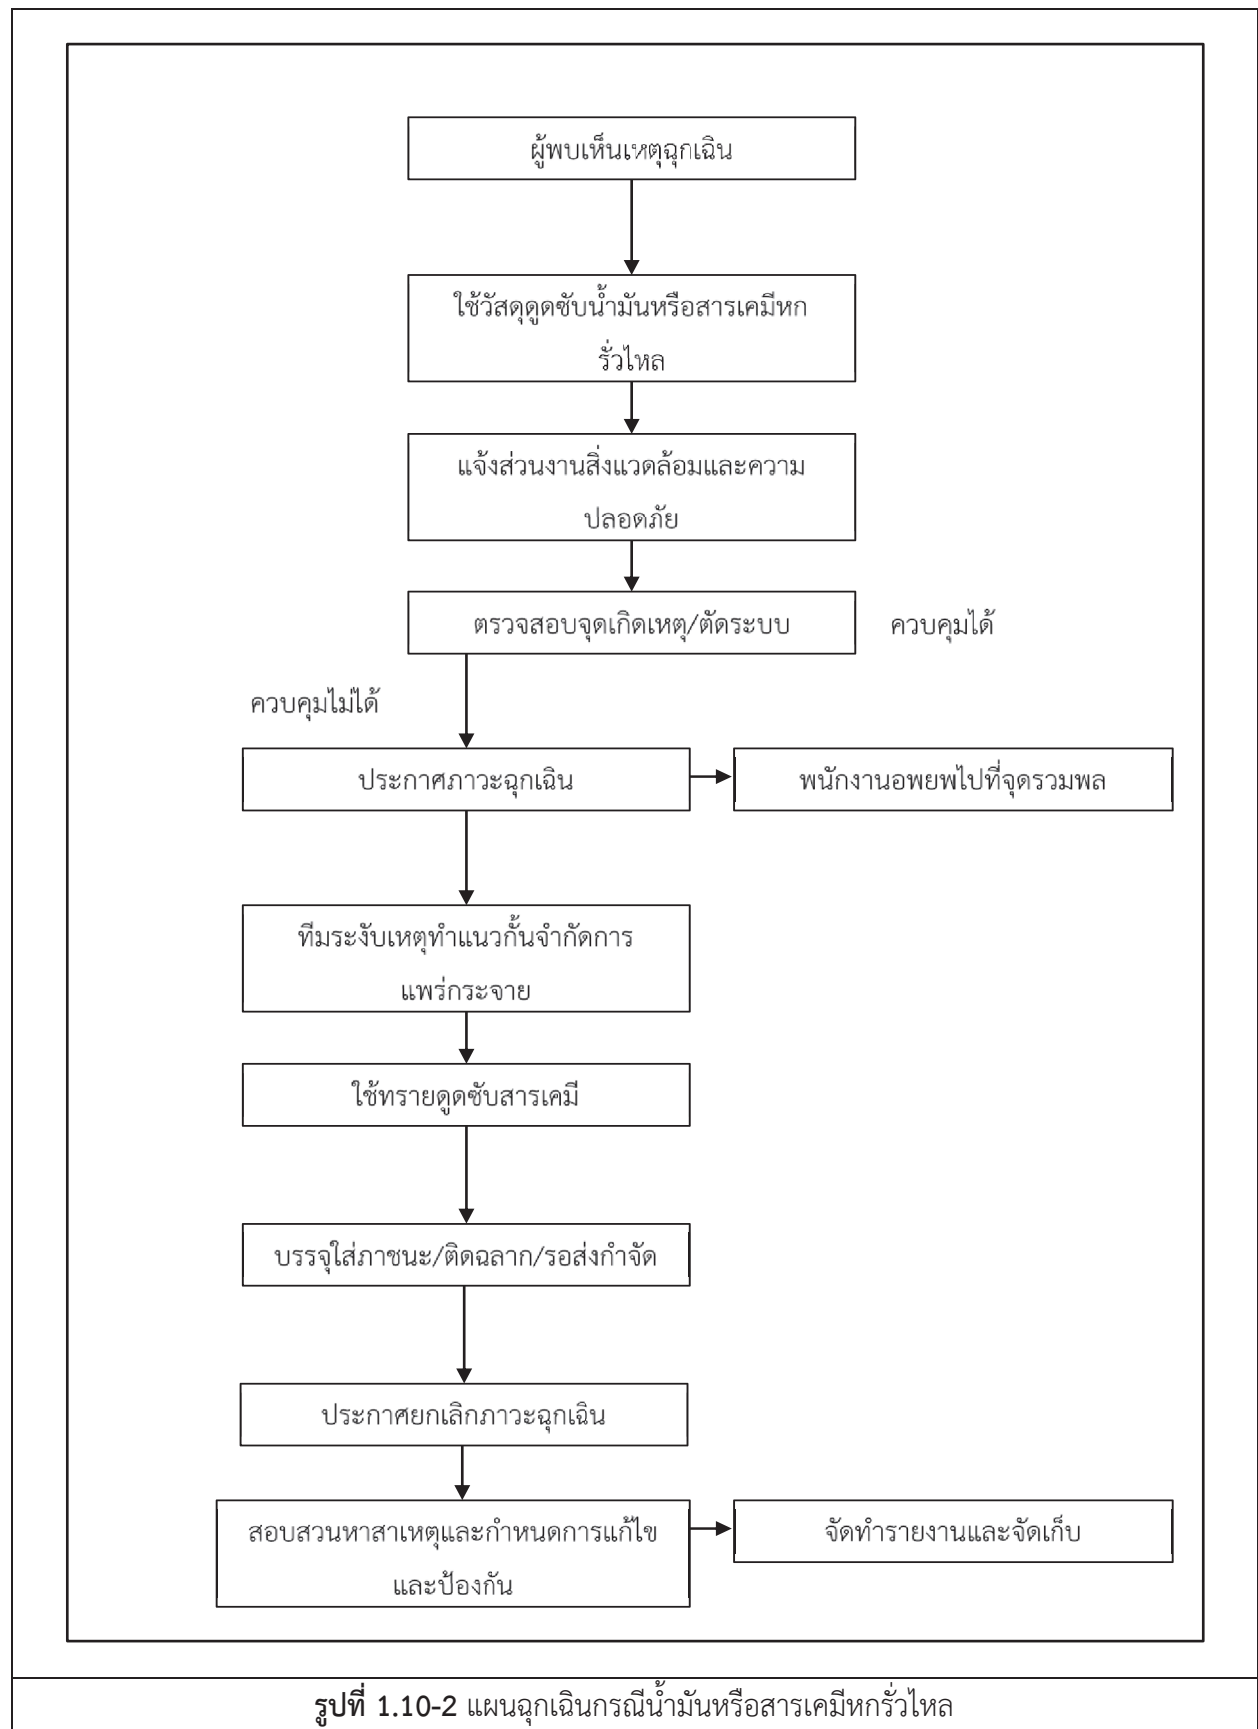 ผู้พบเห็นเหตุฉุกเฉิน
ใช้วัสดุดูดซับน้ำมันหรือสารเคมีหก
รั่วไหล
แจ้งส่วนงานสิ่งแวดล้อมและความ
ปลอดภัย
ตรวจสอบจุดเกิดเหตุ/ตัดระบบ
ควบคุมได้
ควบคุมไม่ได้
ประกาศภาวะฉุกเฉิน
พนักงานอพยพไปที่จุดรวมพล
ทีมระงับเหตุทำแนวกั้นจำกัดการ
แพร่กระจาย
ใช้ทรายดูดซับสารเคมี
บรรจุใส่ภาชนะ/ติดฉลาก/รอส่งกำจัด
ประกาศยกเลิกภาวะฉุกเฉิน
สอบสวนหาสาเหตุและกำหนดการแก้ไข
และป้องกัน
จัดทำรายงานและจัดเก็บ
รูปที่ 1.10-2 แผนฉุกเฉินกรณีน้ำมันหรือสารเคมีหกรั่วไหล